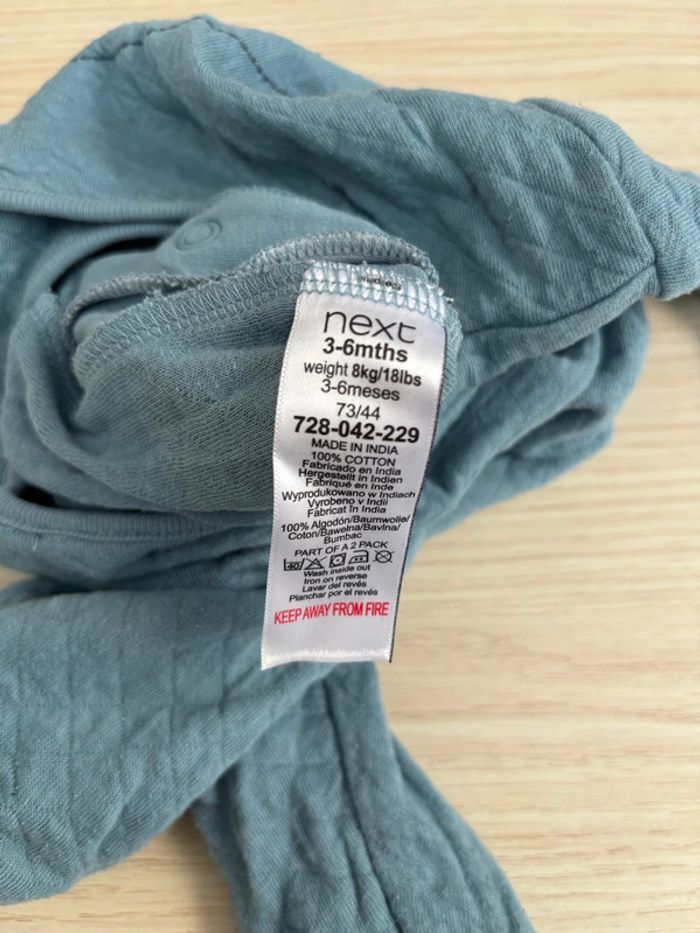 next
3-6mths
weight 8kg/18lbs
3-6meses
73/44
728-042-229
MADE IN INDIA
100% COTTON
Fabricado en India
Hergestellt in Indien
Fabriqué en Inde
Wyprodukowano w Indiach
Vyrobeno v Indii
Fabricat în India
100% Algodón/Baumwolle/
Coton/Bawełna/Bavlna/
Bumbac
PART OF A 2 PACK
40
Wash inside out
Iron on reverse
Lavar del revés
Planchar por el revés
KEEP AWAY FROM FIRE